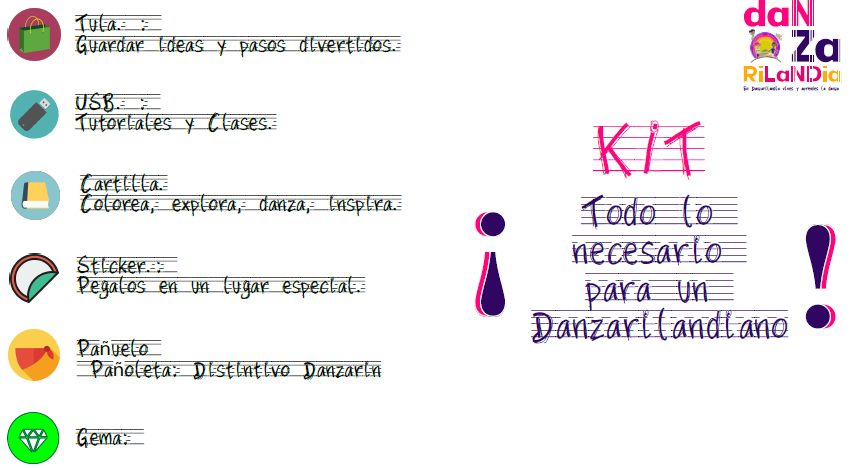 Tula. :
Guardar ideas y pasos divertidos.
USB. :
Tutoriales y Clases.
Cartilla.
Colorea, explora, danza, inspira.
Sticker :
Pegalos en un lugar especial.
Pañuelo
Pañoleta: Distintivo Danzarin
Gema:
daN
Za
RiLaNDia
En Danzarilandia vives y aprendes la danza
KIT
¡
Todo lo
necesario
para un
Danzarilandiano
!